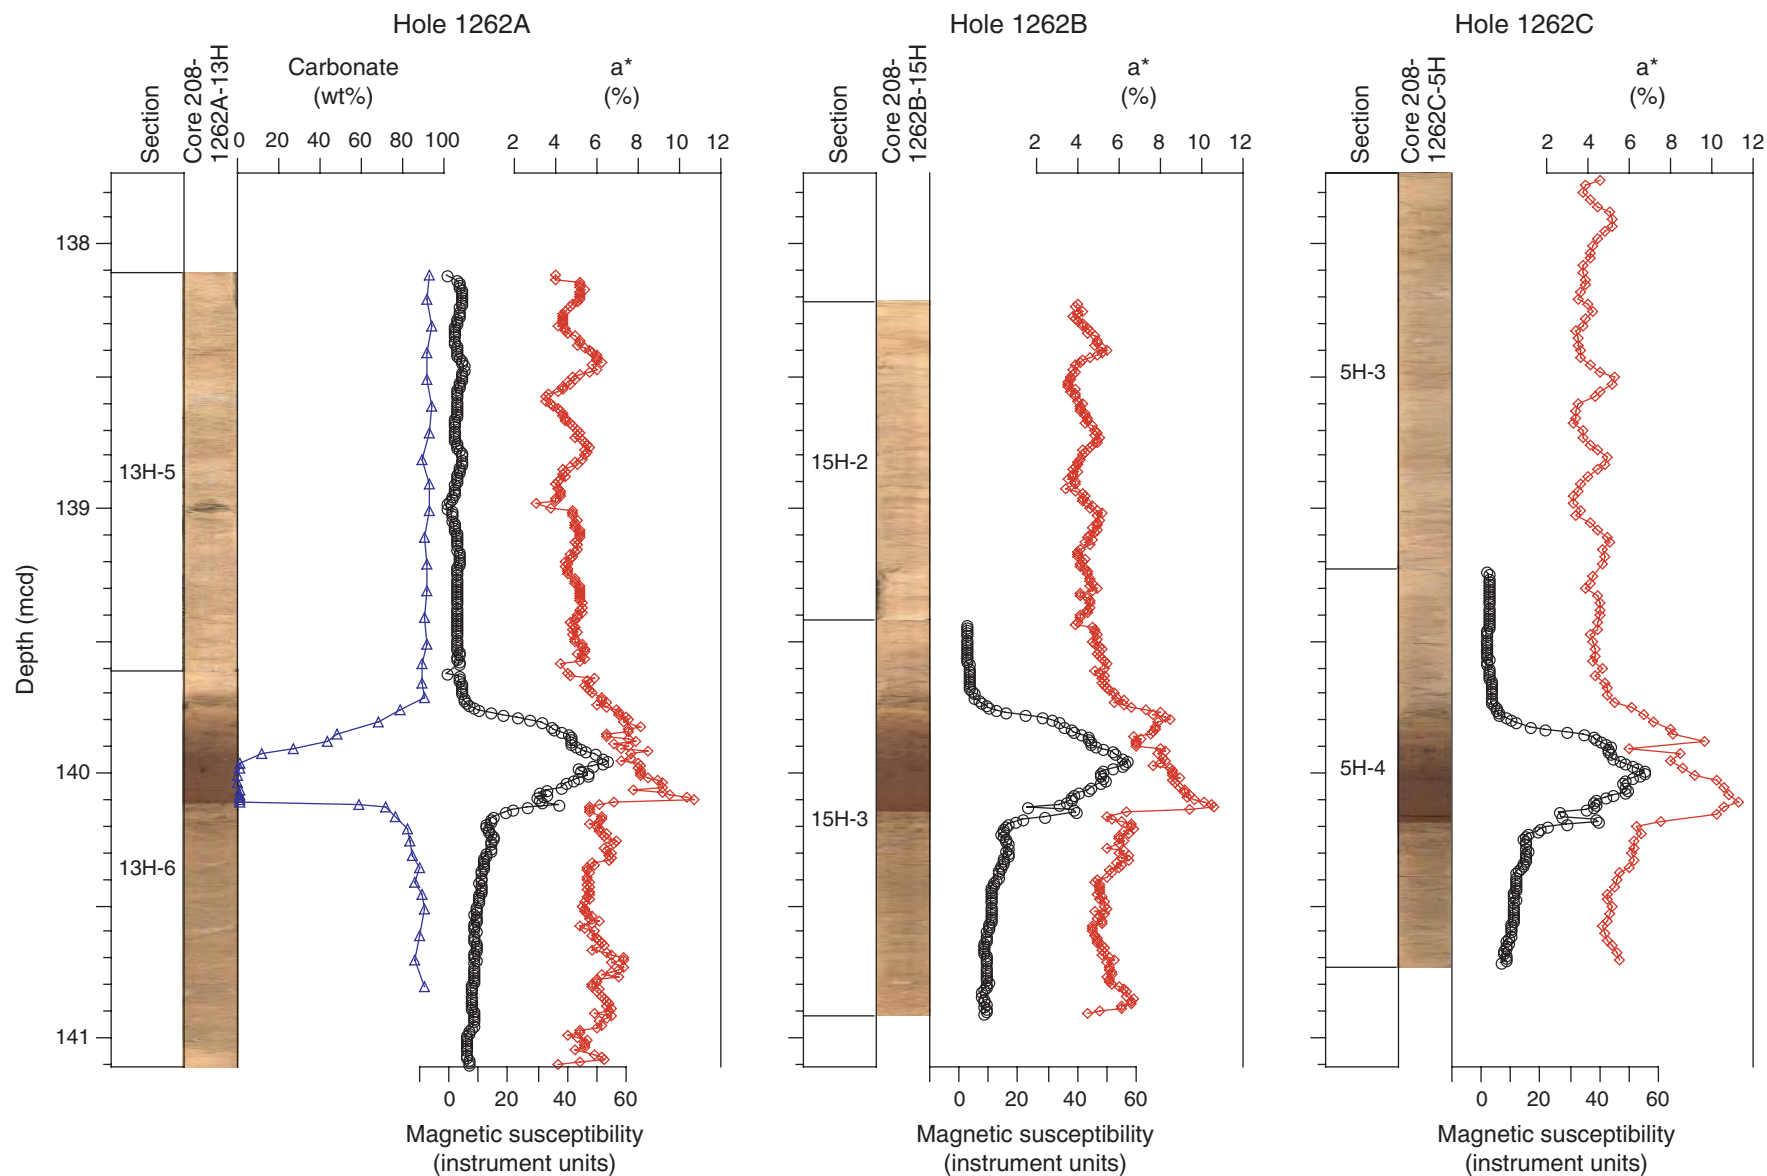 Hole 1262A
Hole 1262B
Hole 1262C
Section
Core 208-
1262A-13H
Carbonate
(wt%)
a*
(%)
Section
Core 208-
1262B-15H
a*
(%)
Section
Core 208-
1262C-5H
a*
(%)
0 20 40 60 80 100
2 4 6 8 10 12
2 4 6 8 10 12
2 4 6 8 10 12
Depth (mcd)
138
139
140
141
13H-5
13H-6
15H-2
15H-3
5H-3
5H-4
0 20 40 60
0 20 40 60
0 20 40 60
Magnetic susceptibility
(instrument units)
Magnetic susceptibility
(instrument units)
Magnetic susceptibility
(instrument units)